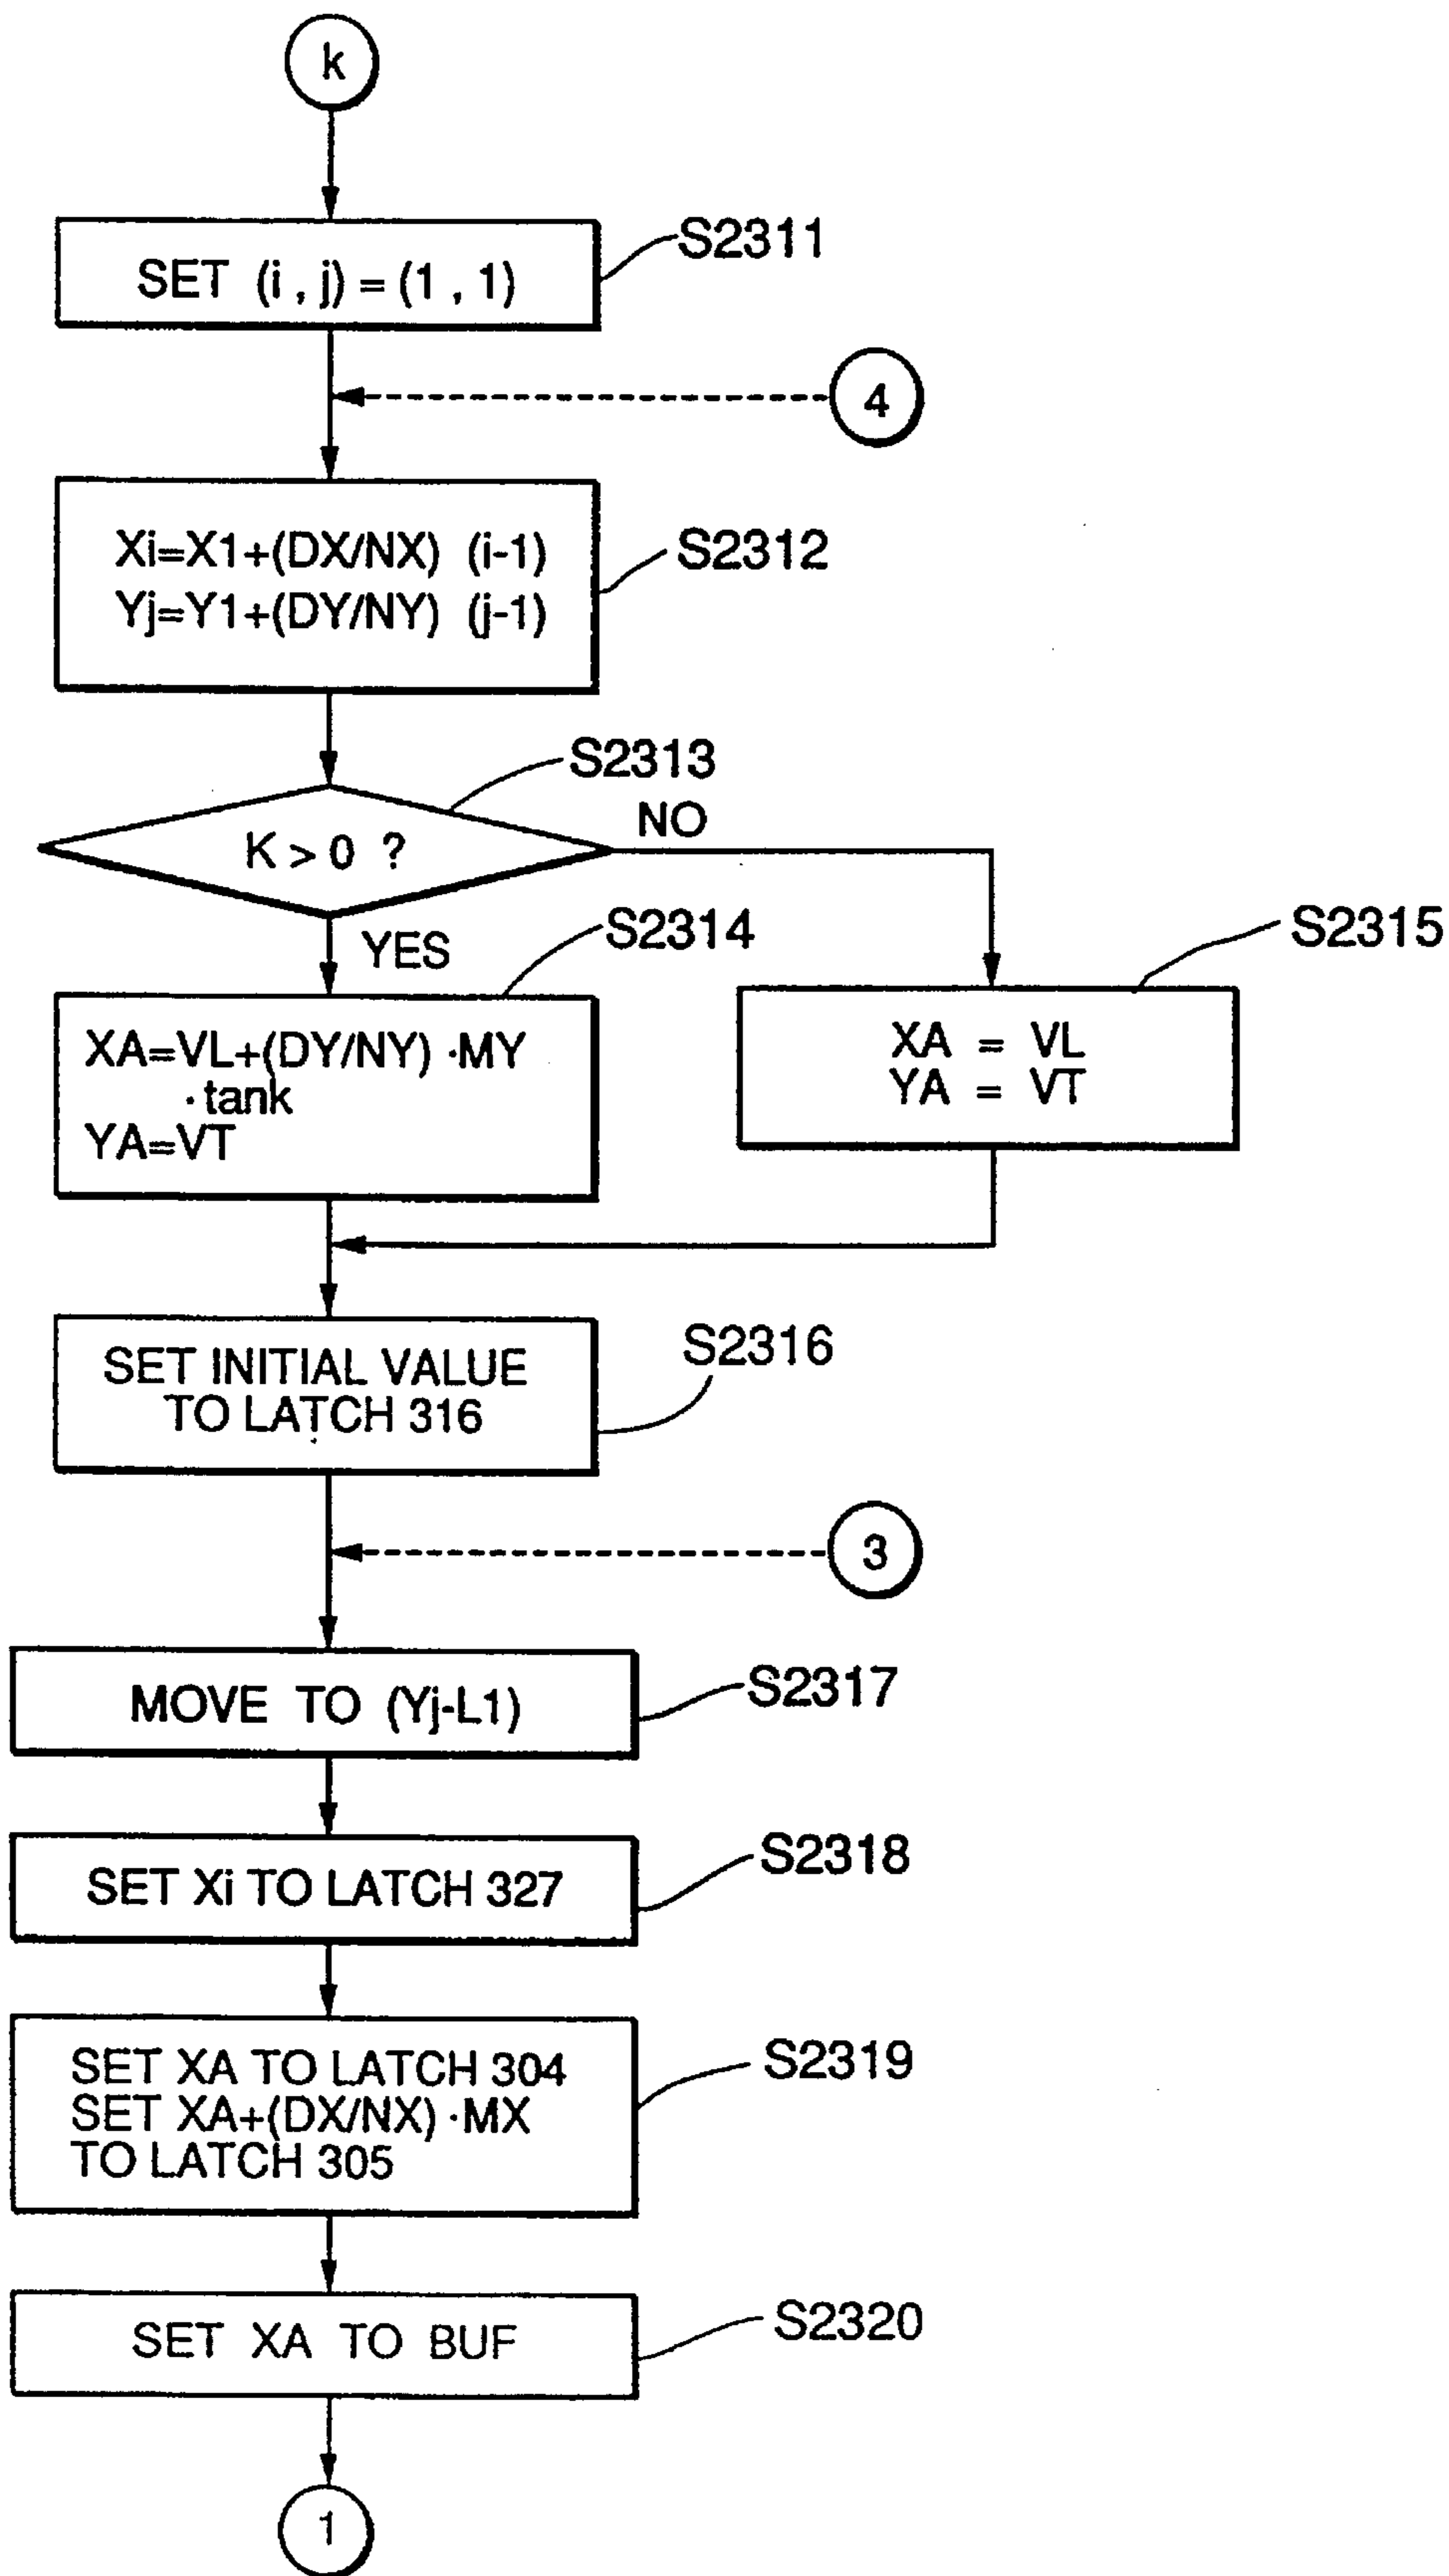 k
S2311
SET (i , j) = (1 , 1)
4
Xi=X1+(DX/NX) (i-1)
Yj=Y1+(DY/NY) (j-1)
S2312
S2313
K > 0 ?
NO
YES
S2314
S2315
XA=VL+(DY/NY) ·MY
·tank
YA=VT
XA = VL
YA = VT
SET INITIAL VALUE
TO LATCH 316
S2316
3
MOVE TO (Yj-L1)
S2317
SET Xi TO LATCH 327
S2318
SET XA TO LATCH 304
SET XA+(DX/NX) ·MX
TO LATCH 305
S2319
SET XA TO BUF
S2320
1